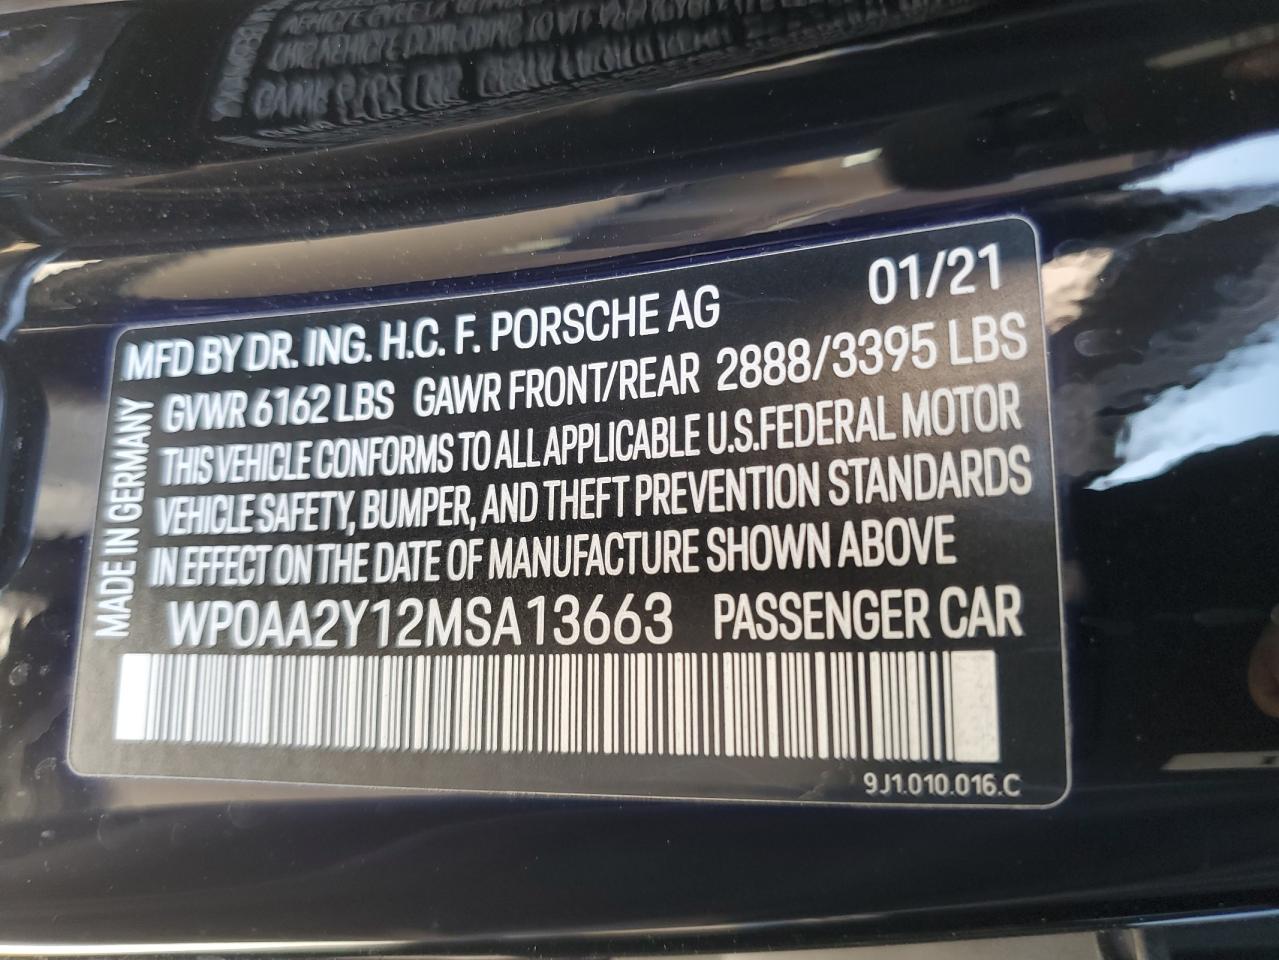 MFD BY DR. ING. H.C. F. PORSCHE AG 01/21
GVWR 6162 LBS GAWR FRONT/REAR 2888/3395 LBS
THIS VEHICLE CONFORMS TO ALL APPLICABLE U.S.FEDERAL MOTOR
VEHICLE SAFETY, BUMPER, AND THEFT PREVENTION STANDARDS
IN EFFECT ON THE DATE OF MANUFACTURE SHOWN ABOVE
WP0AA2Y12MSA13663 PASSENGER CAR
9J1.010.016.C
MADE IN GERMANY